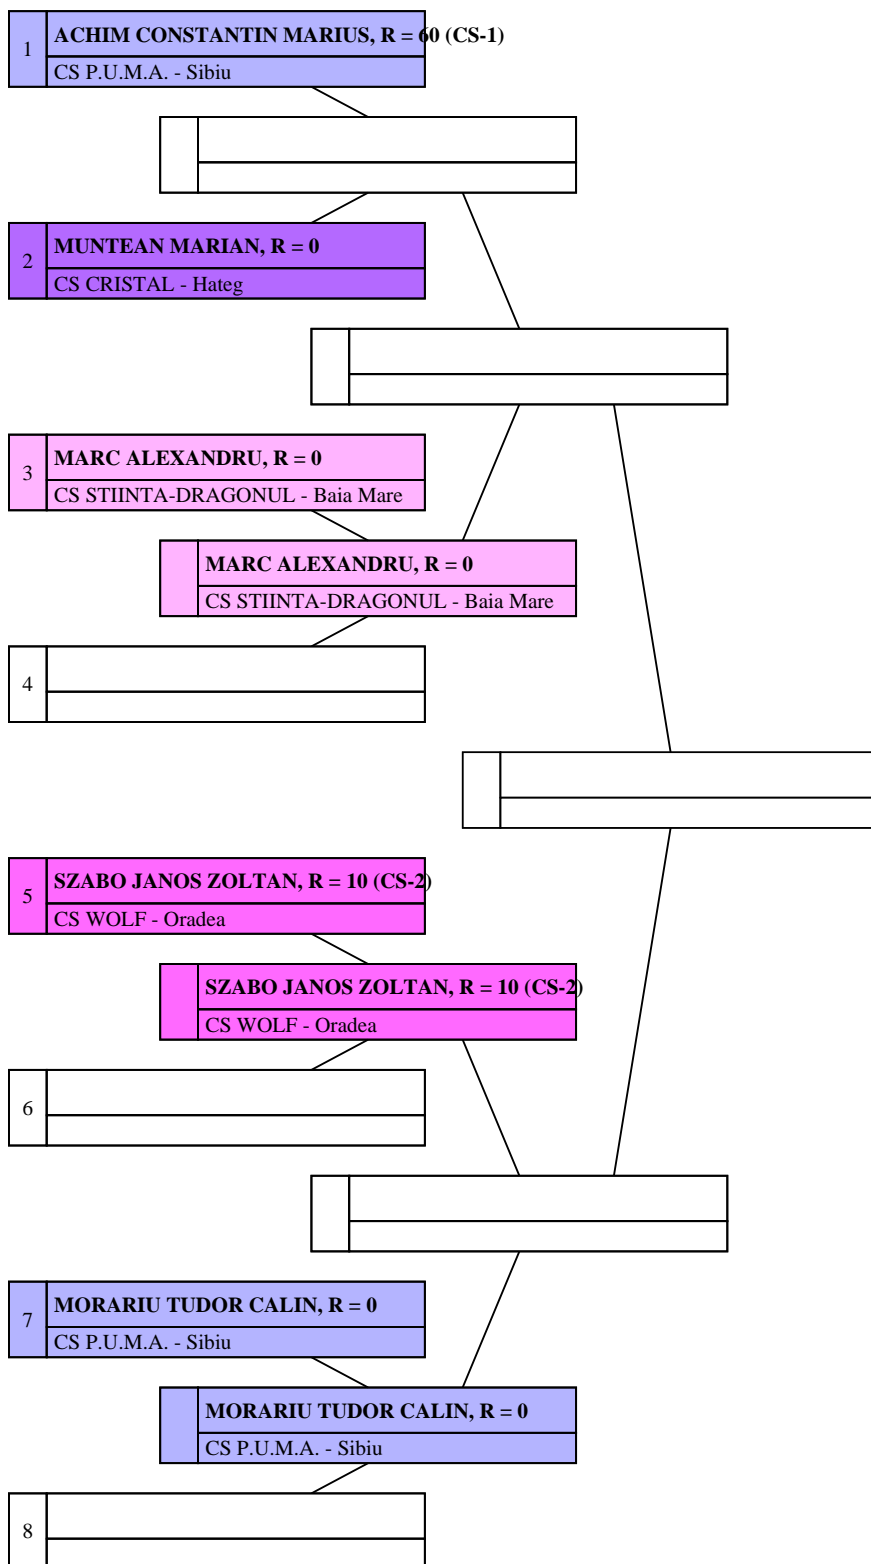 1
ACHIM CONSTANTIN MARIUS, R = 60 (CS-1)
CS P.U.M.A. - Sibiu
2
MUNTEAN MARIAN, R = 0
CS CRISTAL - Hateg
3
MARC ALEXANDRU, R = 0
CS STIINTA-DRAGONUL - Baia Mare
MARC ALEXANDRU, R = 0
CS STIINTA-DRAGONUL - Baia Mare
4
5
SZABO JANOS ZOLTAN, R = 10 (CS-2)
CS WOLF - Oradea
SZABO JANOS ZOLTAN, R = 10 (CS-2)
CS WOLF - Oradea
6
7
MORARIU TUDOR CALIN, R = 0
CS P.U.M.A. - Sibiu
MORARIU TUDOR CALIN, R = 0
CS P.U.M.A. - Sibiu
8